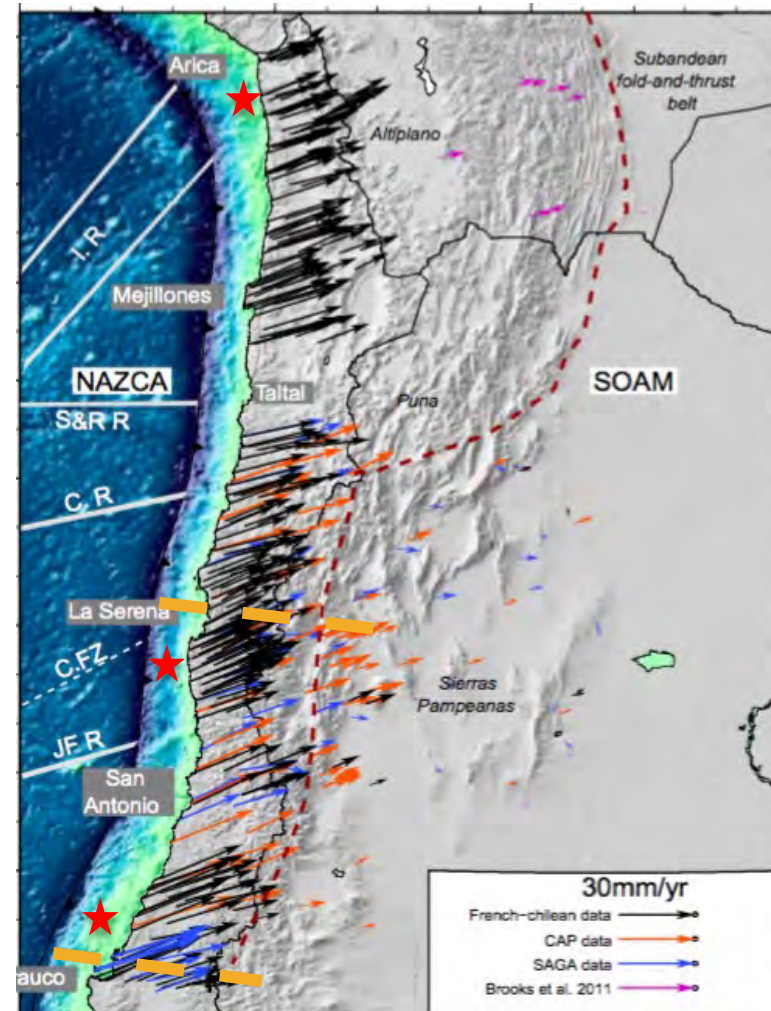 Arica
Subandean
fold-and-thrust
belt
Altiplano
I. R
Mejillones
NAZCA
Taltal
Puna
SOAM
S&R R
C. R
La Serena
C.FZ
Sierras
Pampeanas
JF R
San
Antonio
rauco
30mm/yr
French-chilean data
CAP data
SAGA data
Brooks et al. 2011